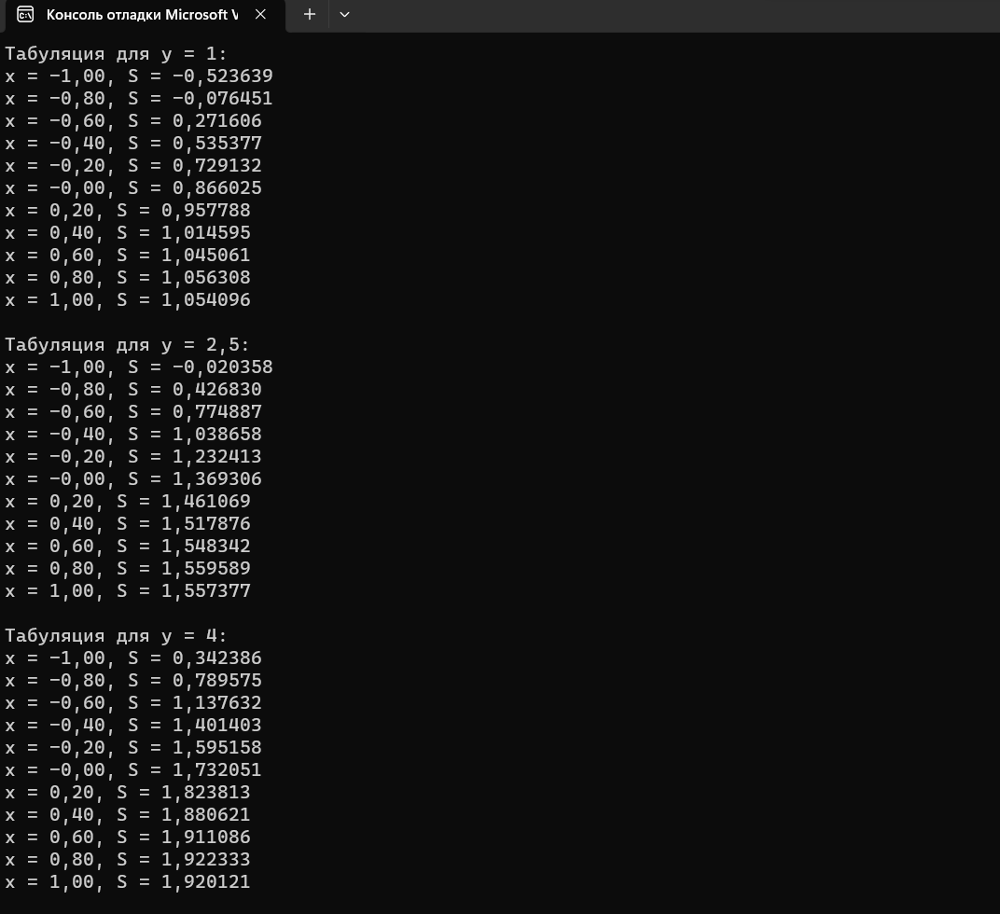 Консоль отладки Microsoft V
Табуляция для y = 1:
x = -1,00, S = -0,523639
x = -0,80, S = -0,076451
x = -0,60, S = 0,271606
x = -0,40, S = 0,535377
x = -0,20, S = 0,729132
x = -0,00, S = 0,866025
x = 0,20, S = 0,957788
x = 0,40, S = 1,014595
x = 0,60, S = 1,045061
x = 0,80, S = 1,056308
x = 1,00, S = 1,054096
Табуляция для y = 2,5:
x = -1,00, S = -0,020358
x = -0,80, S = 0,426830
x = -0,60, S = 0,774887
x = -0,40, S = 1,038658
x = -0,20, S = 1,232413
x = -0,00, S = 1,369306
x = 0,20, S = 1,461069
x = 0,40, S = 1,517876
x = 0,60, S = 1,548342
x = 0,80, S = 1,559589
x = 1,00, S = 1,557377
Табуляция для y = 4:
x = -1,00, S = 0,342386
x = -0,80, S = 0,789575
x = -0,60, S = 1,137632
x = -0,40, S = 1,401403
x = -0,20, S = 1,595158
x = -0,00, S = 1,732051
x = 0,20, S = 1,823813
x = 0,40, S = 1,880621
x = 0,60, S = 1,911086
x = 0,80, S = 1,922333
x = 1,00, S = 1,920121